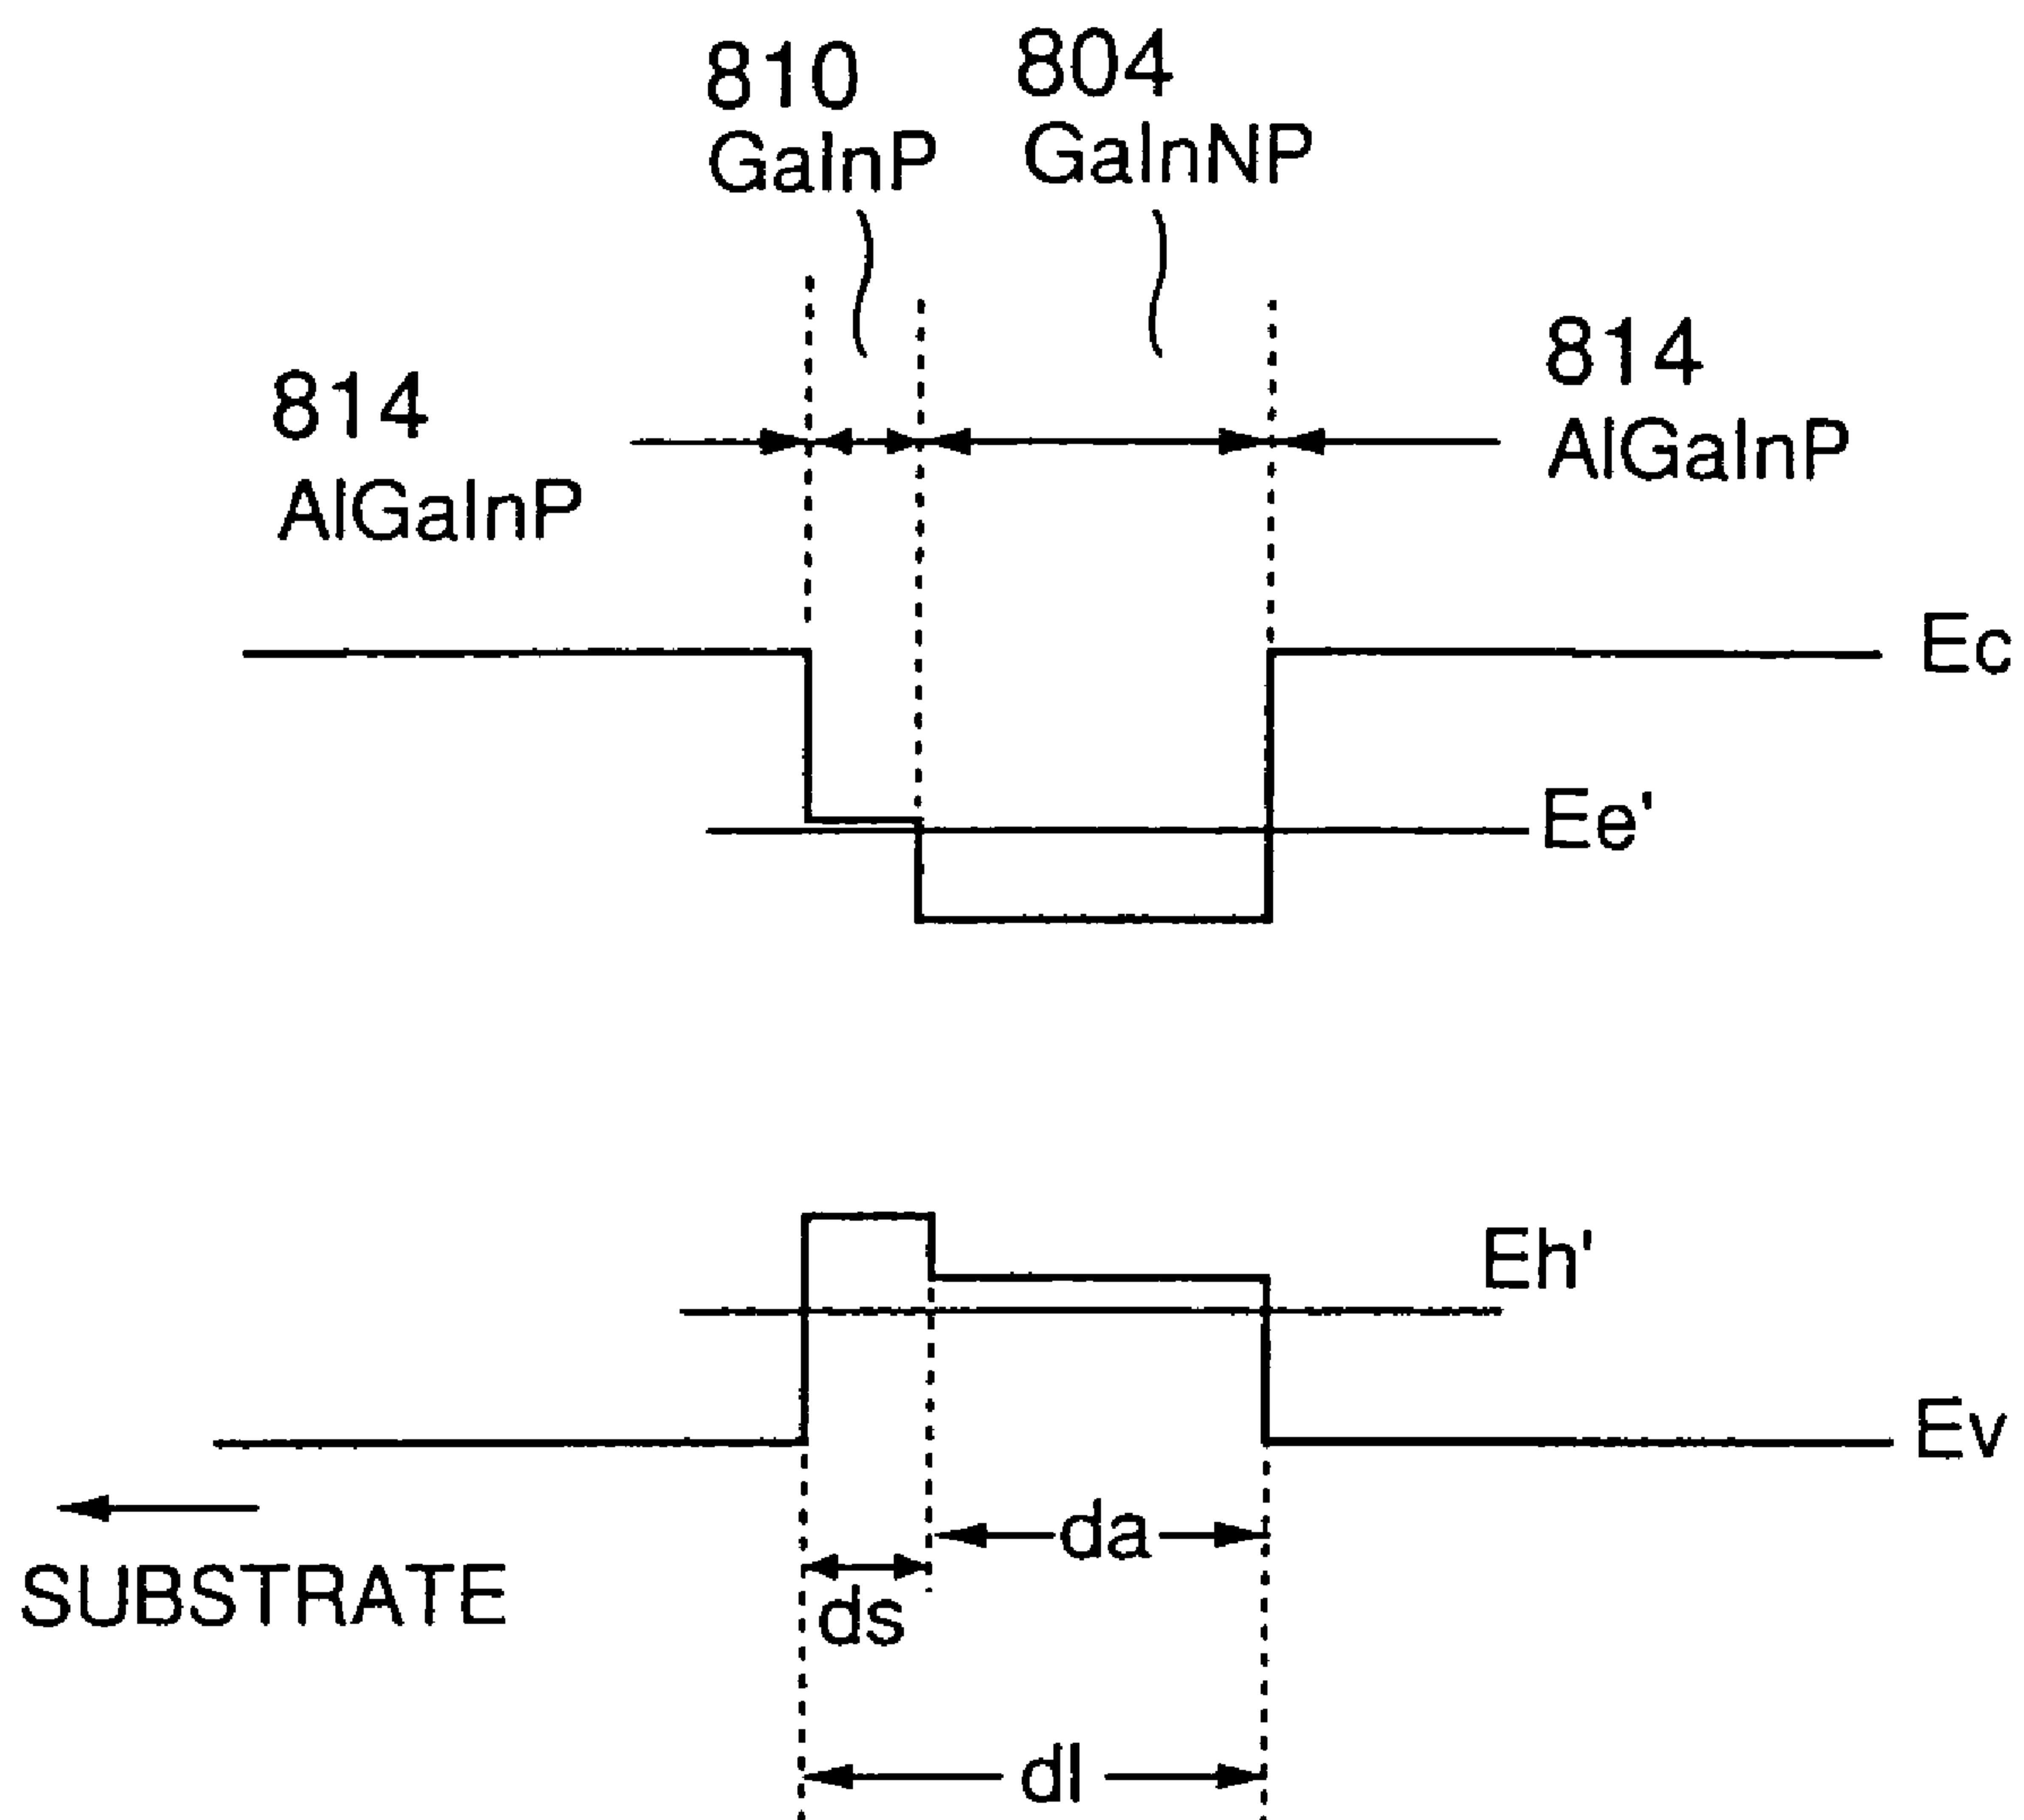 810
GaInP
804
GaInNP
814
AlGaInP
814
AlGaInP
Ec
Ee'
Eh'
Ev
SUBSTRATE
da
ds
dl